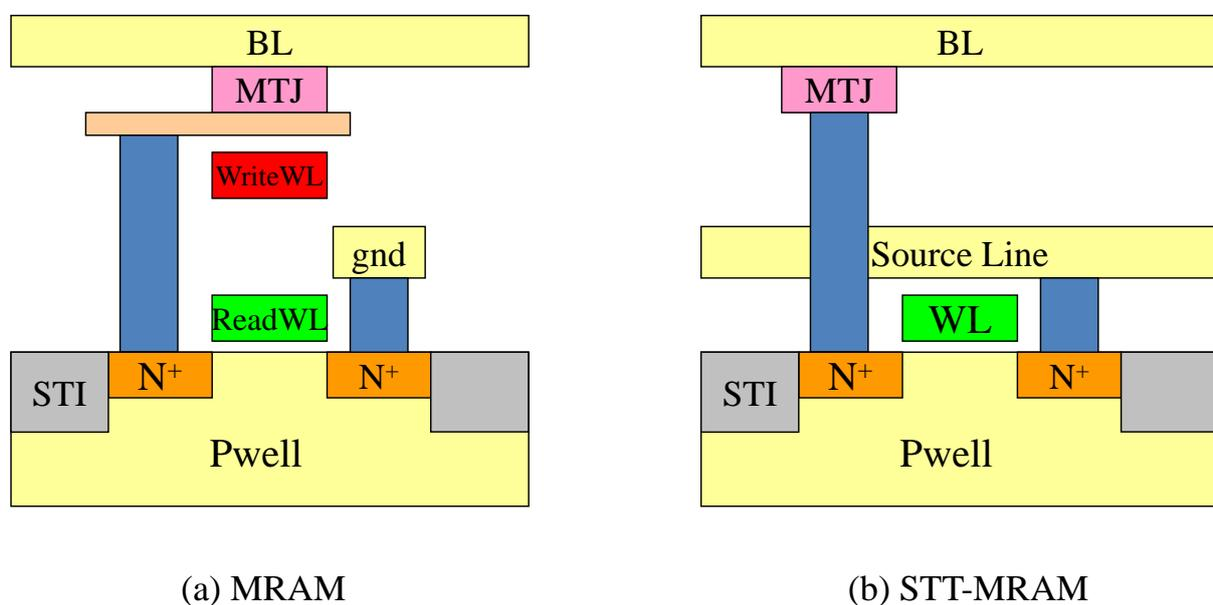 BL
MTJ
WriteWL
gnd
ReadWL
N⁺
N⁺
STI
Pwell
(a) MRAM
BL
MTJ
Source Line
WL
N⁺
N⁺
STI
Pwell
(b) STT-MRAM